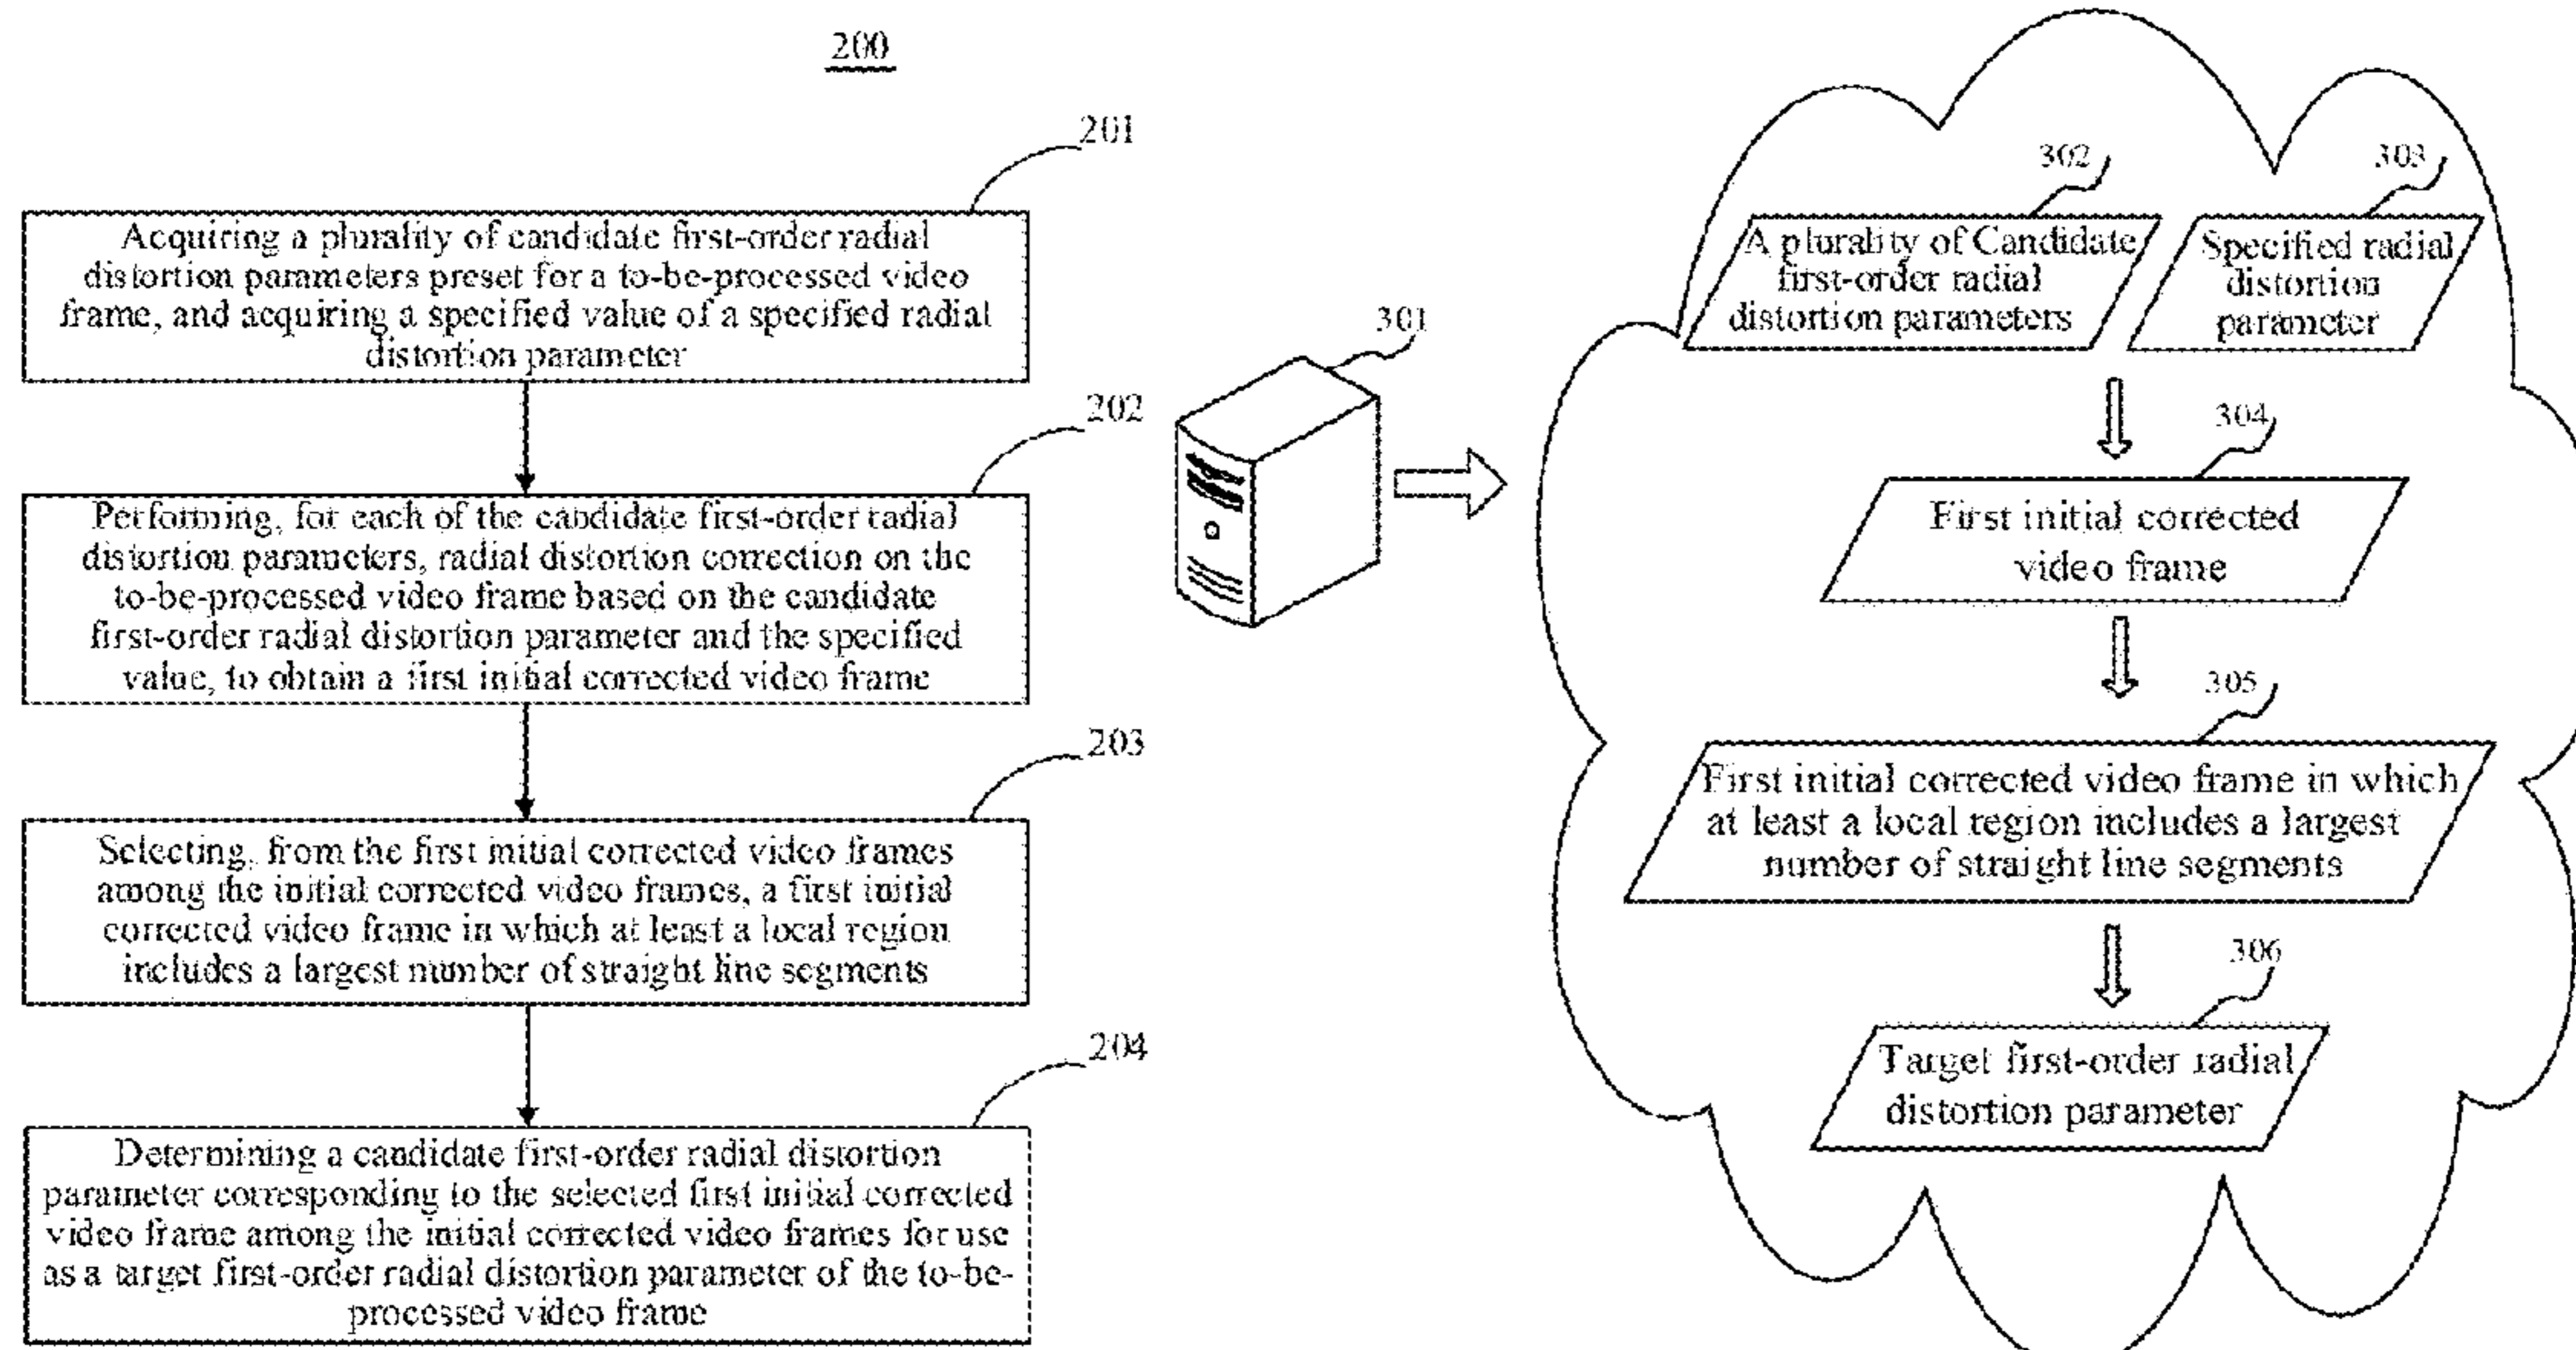 200
201
Acquiring a plurality of candidate first-order radial
distortion parameters preset for a to-be-processed video
frame, and acquiring a specified value of a specified radial
distortion parameter
202
Performing, for each of the candidate first-order radial
distortion parameters, radial distortion correction on the
to-be-processed video frame based on the candidate
first-order radial distortion parameter and the specified
value, to obtain a first initial corrected video frame
203
Selecting, from the first initial corrected video frames
among the initial corrected video frames, a first initial
corrected video frame in which at least a local region
includes a largest number of straight line segments
204
Determining a candidate first-order radial distortion
parameter corresponding to the selected first initial corrected
video frame among the initial corrected video frames for use
as a target first-order radial distortion parameter of the to-be-
processed video frame
301
302
A plurality of Candidate
first-order radial
distortion parameters
303
Specified radial
distortion
parameter
304
First initial corrected
video frame
305
First initial corrected video frame in which
at least a local region includes a largest
number of straight line segments
306
Target first-order radial
distortion parameter